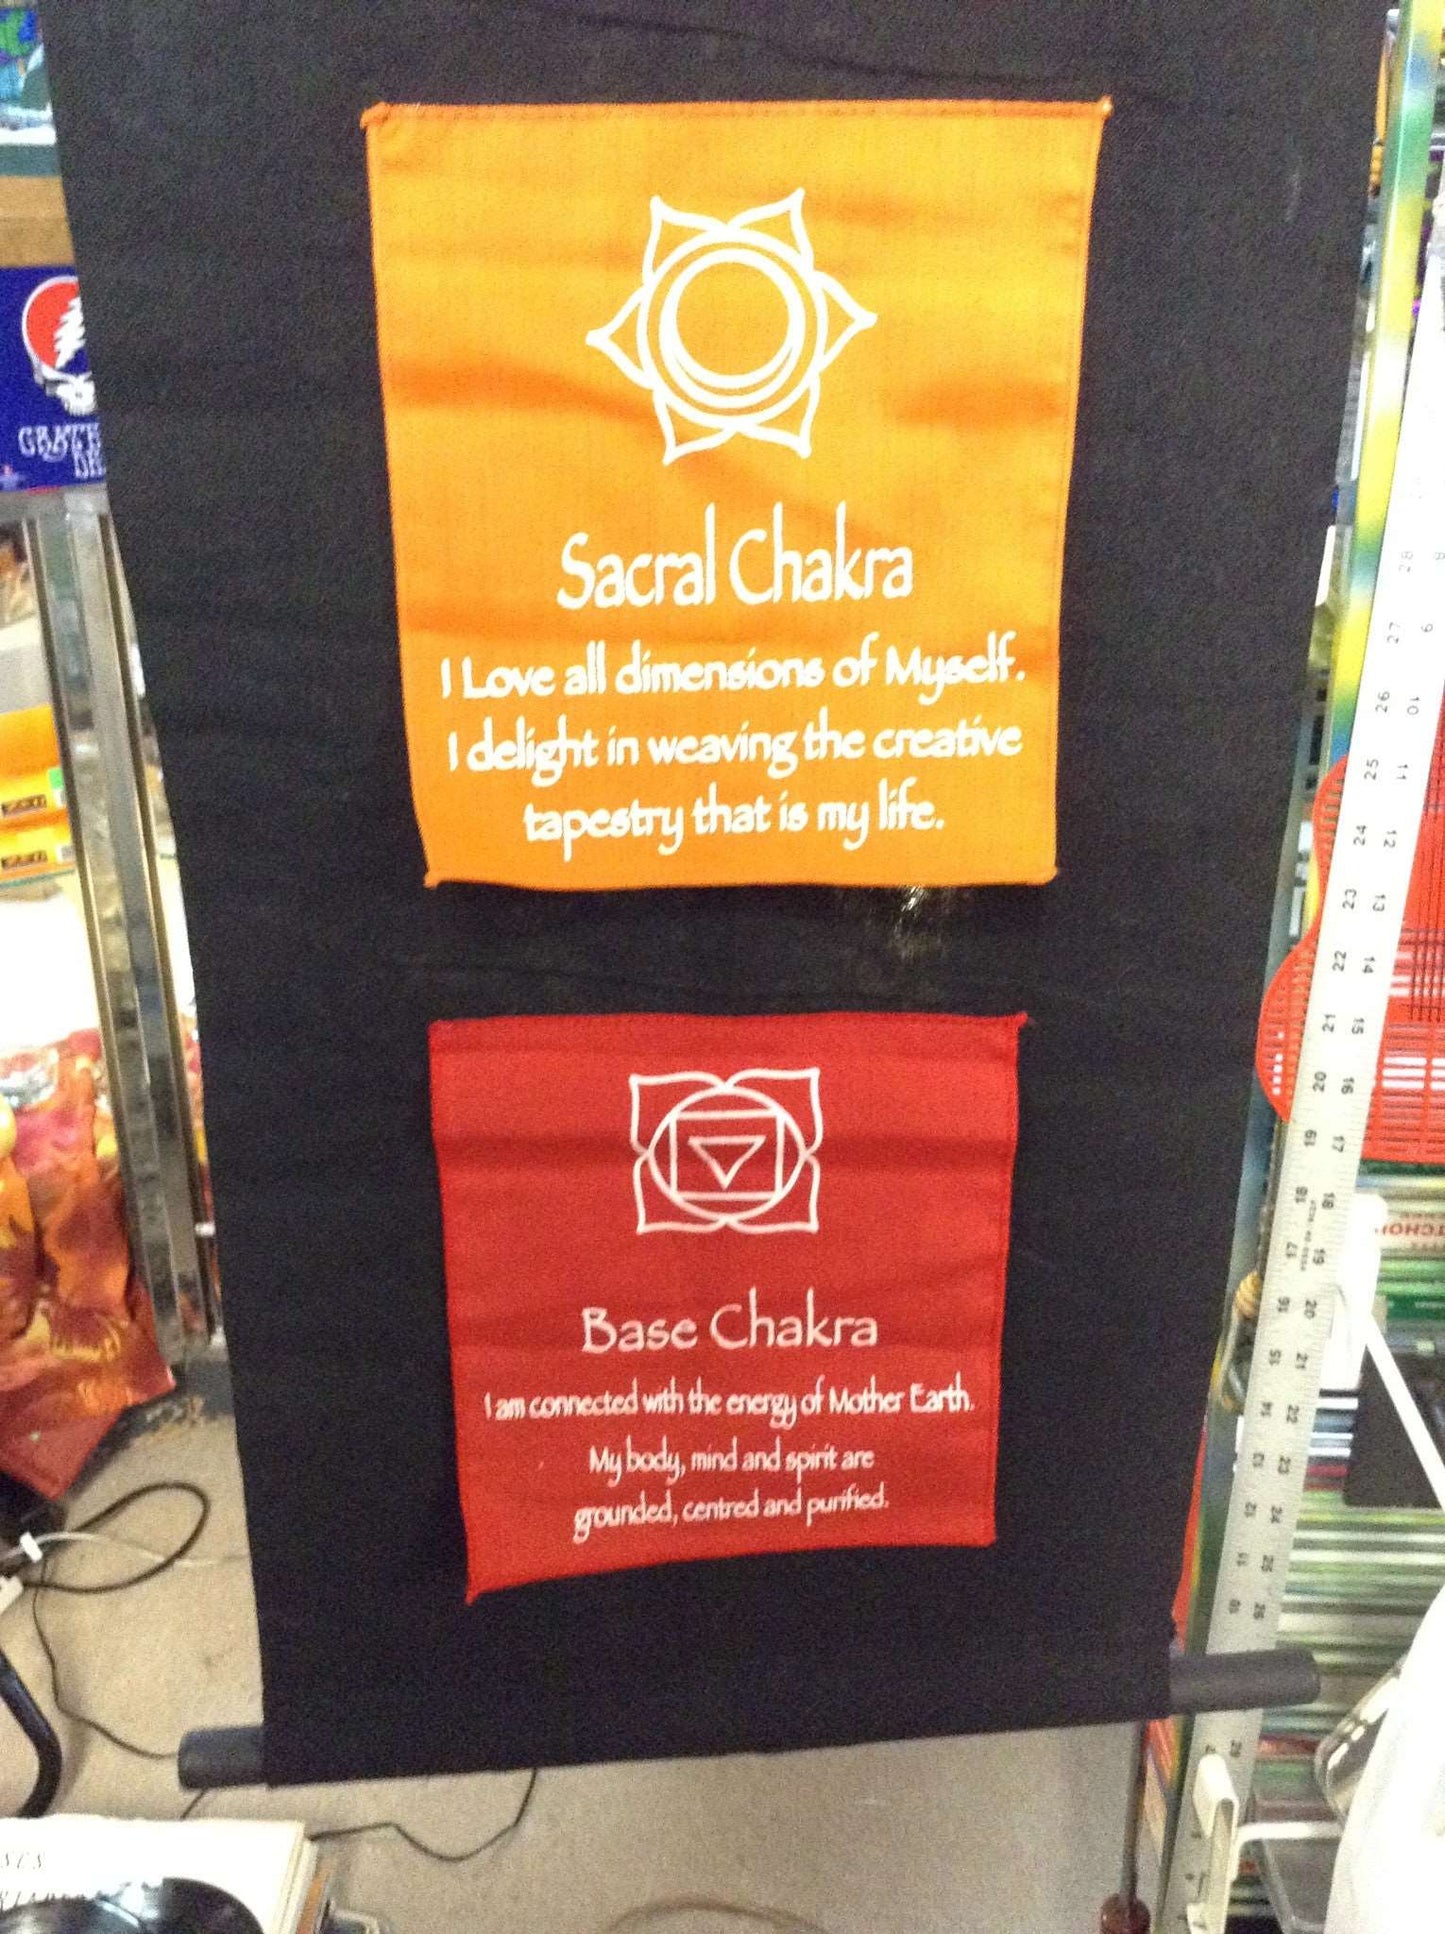 Sacral Chakra
I Love all dimensions of Myself.
I delight in weaving the creative
tapestry that is my life.
Base Chakra
I am connected with the energy of Mother Earth.
My body, mind and spirit are
grounded, centred and purified.